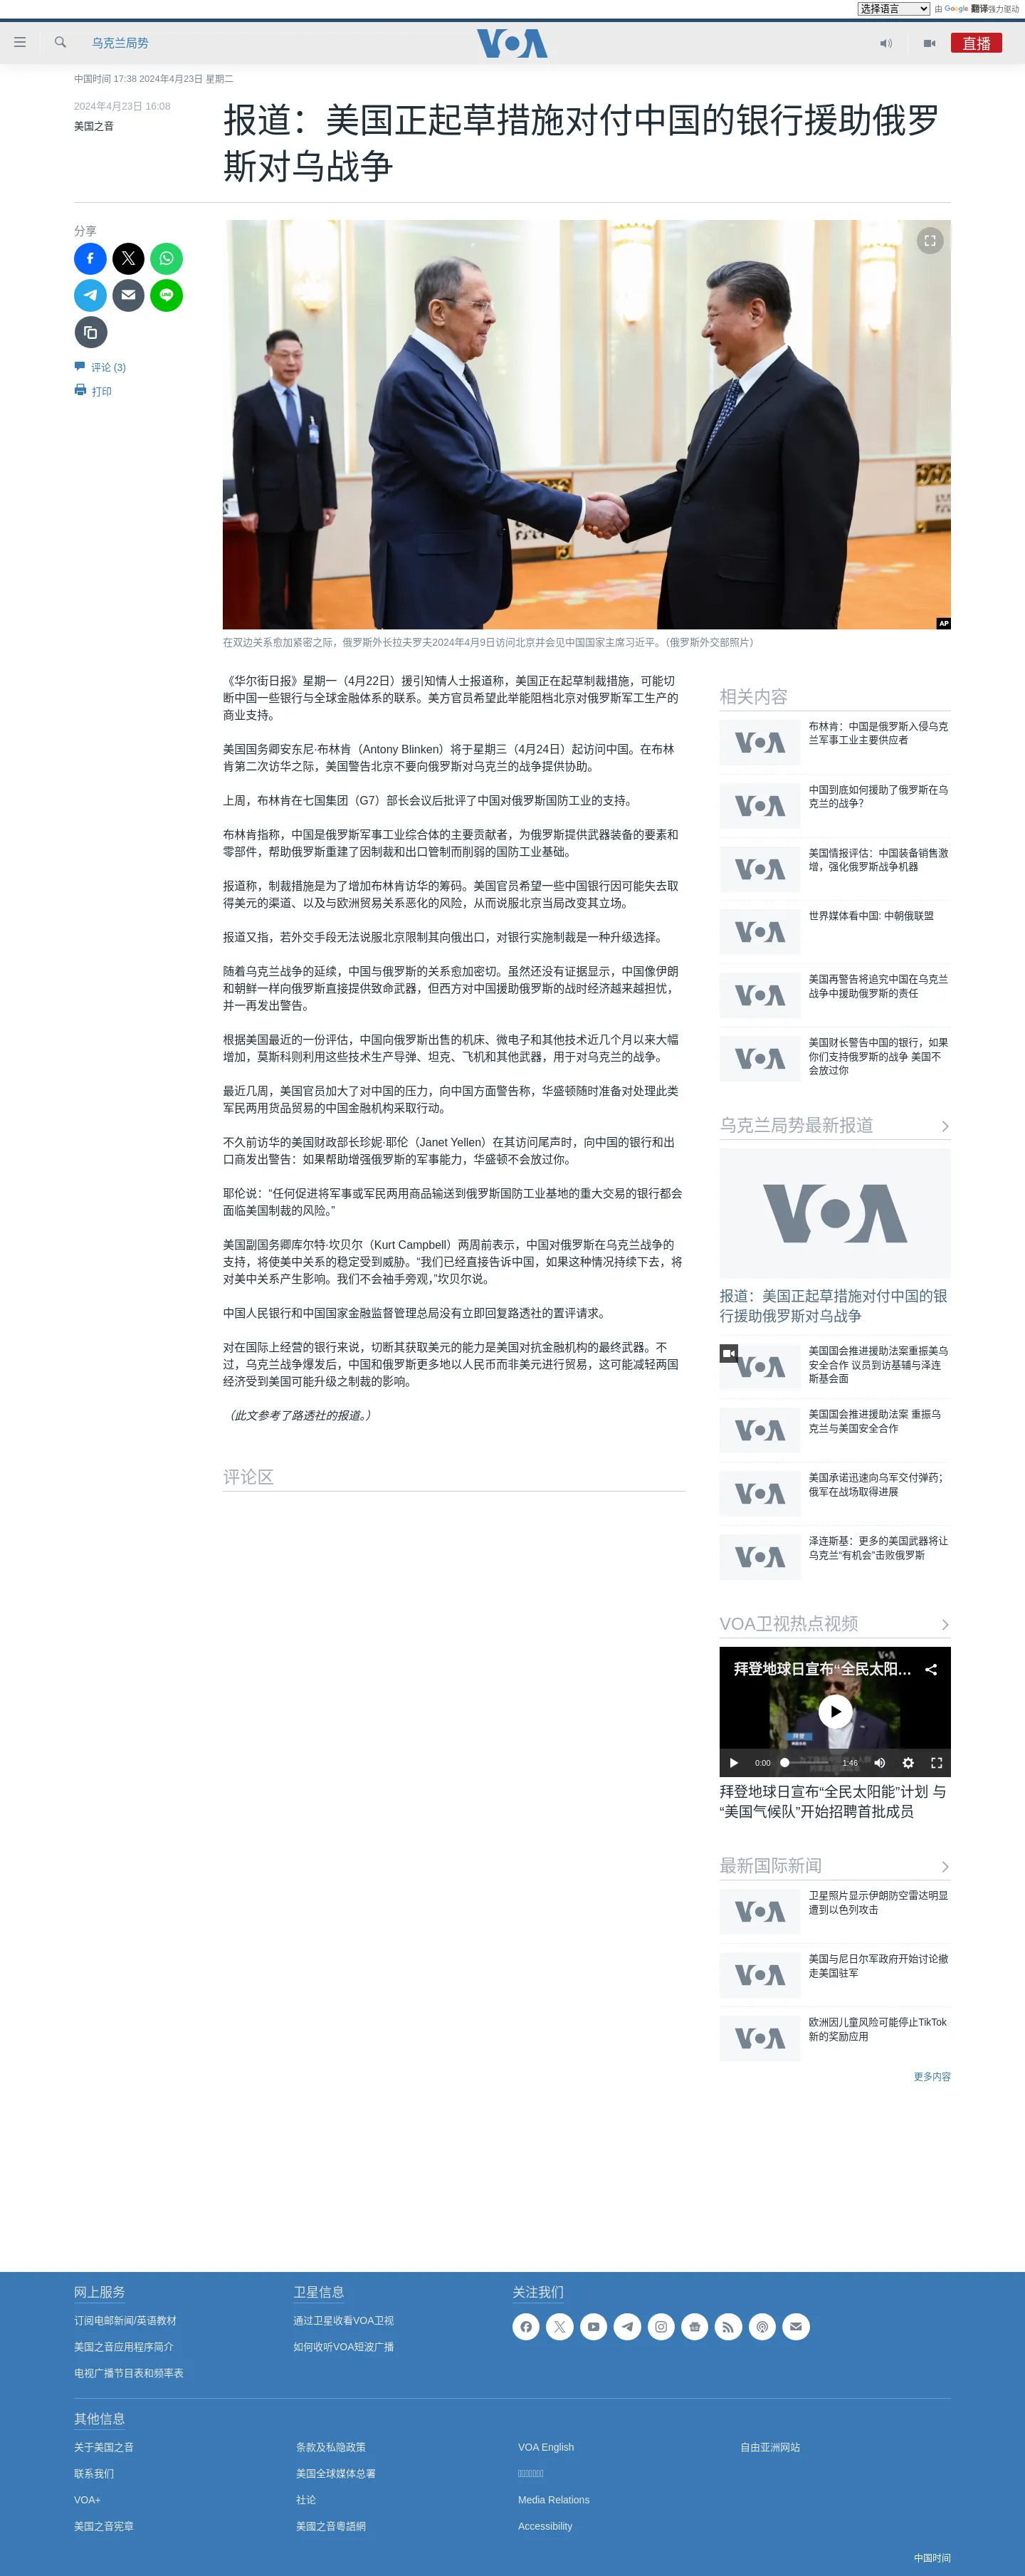 选择语言 由 Google 翻译强力驱动
乌克兰局势
VOA
直播
中国时间 17:38 2024年4月23日 星期二
2024年4月23日 16:08
美国之音
报道：美国正起草措施对付中国的银行援助俄罗
斯对乌战争
分享
评论 (3)
打印
AP
在双边关系愈加紧密之际，俄罗斯外长拉夫罗夫2024年4月9日访问北京并会见中国国家主席习近平。（俄罗斯外交部照片）
《华尔街日报》星期一（4月22日）援引知情人士报道称，美国正在起草制裁措施，可能切
断中国一些银行与全球金融体系的联系。美方官员希望此举能阻档北京对俄罗斯军工生产的
商业支持。
美国国务卿安东尼·布林肯（Antony Blinken）将于星期三（4月24日）起访问中国。在布林
肯第二次访华之际，美国警告北京不要向俄罗斯对乌克兰的战争提供协助。
上周，布林肯在七国集团（G7）部长会议后批评了中国对俄罗斯国防工业的支持。
布林肯指称，中国是俄罗斯军事工业综合体的主要贡献者，为俄罗斯提供武器装备的要素和
零部件，帮助俄罗斯重建了因制裁和出口管制而削弱的国防工业基础。
报道称，制裁措施是为了增加布林肯访华的筹码。美国官员希望一些中国银行因可能失去取
得美元的渠道、以及与欧洲贸易关系恶化的风险，从而说服北京当局改变其立场。
报道又指，若外交手段无法说服北京限制其向俄出口，对银行实施制裁是一种升级选择。
随着乌克兰战争的延续，中国与俄罗斯的关系愈加密切。虽然还没有证据显示，中国像伊朗
和朝鲜一样向俄罗斯直接提供致命武器，但西方对中国援助俄罗斯的战时经济越来越担忧，
并一再发出警告。
根据美国最近的一份评估，中国向俄罗斯出售的机床、微电子和其他技术近几个月以来大幅
增加，莫斯科则利用这些技术生产导弹、坦克、飞机和其他武器，用于对乌克兰的战争。
最近几周，美国官员加大了对中国的压力，向中国方面警告称，华盛顿随时准备对处理此类
军民两用货品贸易的中国金融机构采取行动。
不久前访华的美国财政部长珍妮·耶伦（Janet Yellen）在其访问尾声时，向中国的银行和出
口商发出警告：如果帮助增强俄罗斯的军事能力，华盛顿不会放过你。
耶伦说：“任何促进将军事或军民两用商品输送到俄罗斯国防工业基地的重大交易的银行都会
面临美国制裁的风险。”
美国副国务卿库尔特·坎贝尔（Kurt Campbell）两周前表示，中国对俄罗斯在乌克兰战争的
支持，将使美中关系的稳定受到威胁。“我们已经直接告诉中国，如果这种情况持续下去，将
对美中关系产生影响。我们不会袖手旁观，”坎贝尔说。
中国人民银行和中国国家金融监督管理总局没有立即回复路透社的置评请求。
对在国际上经营的银行来说，切断其获取美元的能力是美国对抗金融机构的最终武器。不
过，乌克兰战争爆发后，中国和俄罗斯更多地以人民币而非美元进行贸易，这可能减轻两国
经济受到美国可能升级之制裁的影响。
（此文参考了路透社的报道。）
评论区
相关内容
VOA
布林肯：中国是俄罗斯入侵乌克
兰军事工业主要供应者
VOA
中国到底如何援助了俄罗斯在乌
克兰的战争？
VOA
美国情报评估：中国装备销售激
增，强化俄罗斯战争机器
VOA
世界媒体看中国: 中朝俄联盟
VOA
美国再警告将追究中国在乌克兰
战争中援助俄罗斯的责任
VOA
美国财长警告中国的银行，如果
你们支持俄罗斯的战争 美国不
会放过你
乌克兰局势最新报道
VOA
报道：美国正起草措施对付中国的银
行援助俄罗斯对乌战争
VOA
美国国会推进援助法案重振美乌
安全合作 议员到访基辅与泽连
斯基会面
VOA
美国国会推进援助法案 重振乌
克兰与美国安全合作
VOA
美国承诺迅速向乌军交付弹药；
俄军在战场取得进展
VOA
泽连斯基：更多的美国武器将让
乌克兰“有机会”击败俄罗斯
VOA卫视热点视频
VOA
拜登地球日宣布“全民太阳...
拜登
0:00
1:46
拜登地球日宣布“全民太阳能”计划 与
“美国气候队”开始招聘首批成员
最新国际新闻
VOA
卫星照片显示伊朗防空雷达明显
遭到以色列攻击
VOA
美国与尼日尔军政府开始讨论撤
走美国驻军
VOA
欧洲因儿童风险可能停止TikTok
新的奖励应用
更多内容
网上服务
订阅电邮新闻/英语教材
美国之音应用程序简介
电视广播节目表和频率表
卫星信息
通过卫星收看VOA卫视
如何收听VOA短波广播
关注我们
其他信息
关于美国之音
联系我们
VOA+
美国之音宪章
条款及私隐政策
美国全球媒体总署
社论
美國之音粵語網
VOA English
Media Relations
Accessibility
自由亚洲网站
中国时间